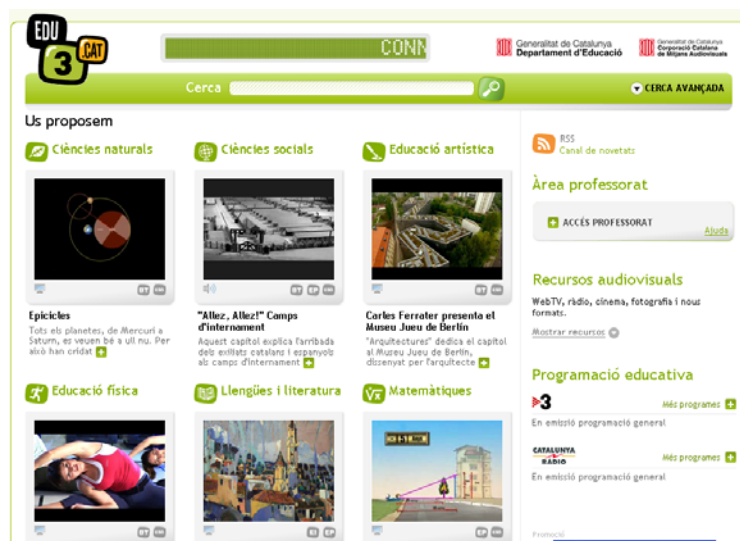 EDU
3
.CAT
CONN
Generalitat de Catalunya
Departament d'Educació
Generalitat de Catalunya
Corporació Catalana
de Mitjans Audiovisuals
Cerca
CERCA AVANÇADA
Us proposem
Ciències naturals
Ciències socials
Educació artística
Epicicles
Tots els planetes, de Mercuri a
Saturn, es veuen bé a ull nu. Per
això han cridat
"Allez, Allez!" Camps
d'internament
Aquest capítol explica l'arribada
dels exiliats catalans i espanyols
als camps d'internament
Carles Ferrater presenta el
Museu Jueu de Berlín
"Arquitectures" dedica el capítol
al Museu Jueu de Berlín,
dissenyat per l'arquitecte
Educació física
Llengües i literatura
Matemàtiques
RSS
Canal de novetats
Àrea professorat
ACCÉS PROFESSORAT
Ajuda
Recursos audiovisuals
WebTV, ràdio, cinema, fotografia i nous
formats.
Mostrar recursos
Programació educativa
3
Més programes
En emissió programació general
CATALUNYA
RÀDIO
Més programes
En emissió programació general
Promoció